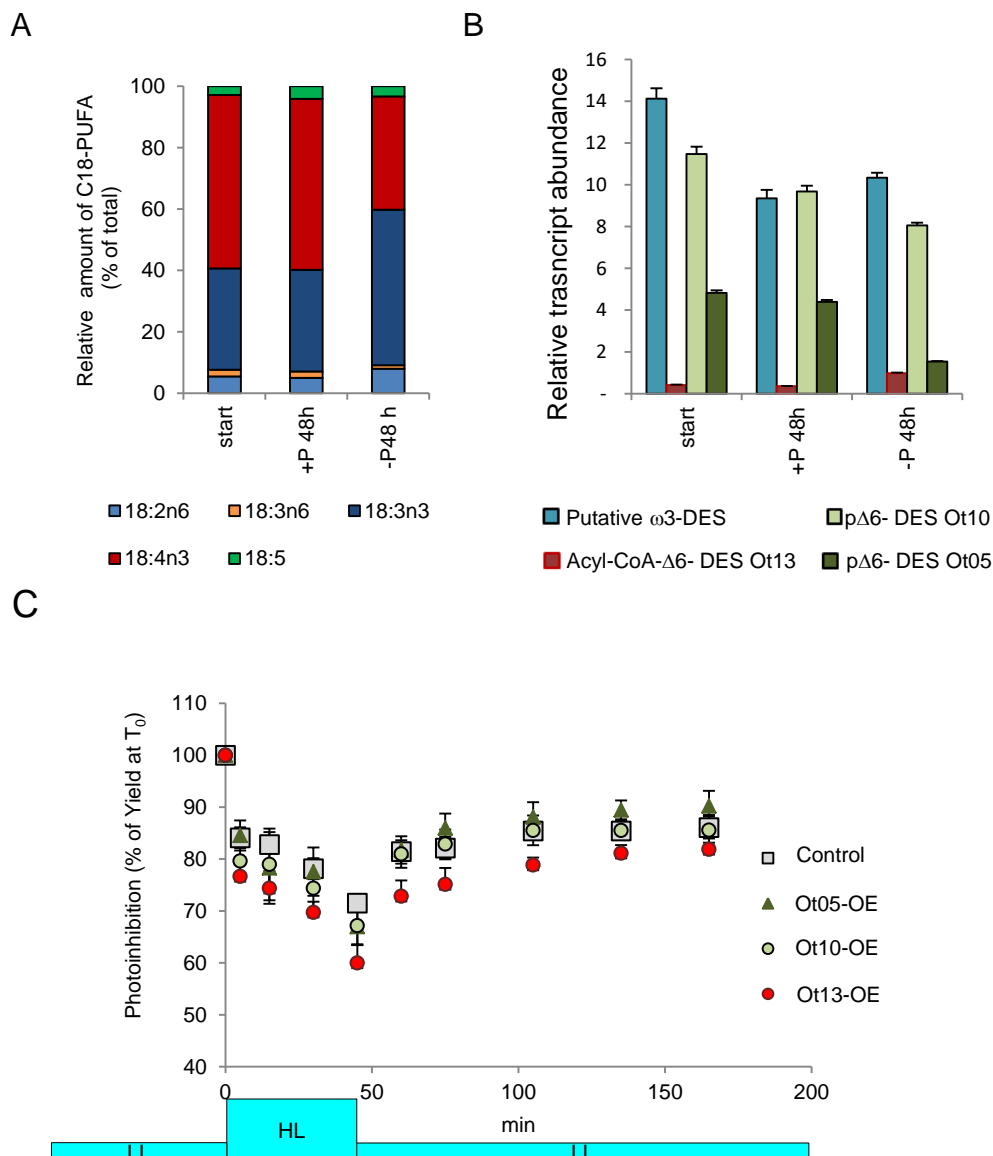 A
Relative amount of C18-PUFA
(% of total)
100
80
60
40
20
0
start
+P 48h
-P48 h
18:2n6
18:3n6
18:3n3
18:4n3
18:5
B
Relative trasncript abundance
16
14
12
10
8
6
4
2
-
start
+P 48h
-P 48h
Putative ω3-DES
pΔ6- DES Ot10
Acyl-CoA-Δ6- DES Ot13
pΔ6- DES Ot05
C
Photoinhibition (% of Yield at T0)
110
100
90
80
70
60
50
40
0
50
100
150
200
min
HL
Control
Ot05-OE
Ot10-OE
Ot13-OE